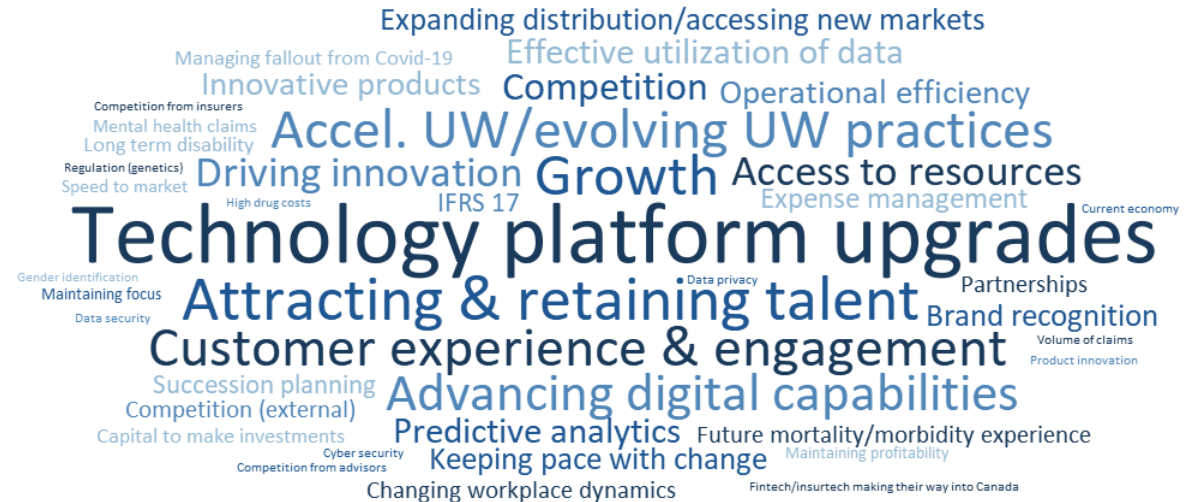 Expanding distribution/accessing new markets
Managing fallout from Covid-19
Effective utilization of data
Innovative products
Competition
Operational efficiency
Competition from insurers
Mental health claims
Long term disability
Accel. UW/evolving UW practices
Regulation (genetics)
Speed to market
Driving innovation
Growth
Access to resources
High drug costs
IFRS 17
Expense management
Current economy
Technology platform upgrades
Gender identification
Maintaining focus
Data security
Attracting & retaining talent
Data privacy
Partnerships
Brand recognition
Customer experience & engagement
Volume of claims
Product innovation
Succession planning
Competition (external)
Advancing digital capabilities
Capital to make investments
Predictive analytics
Future mortality/morbidity experience
Cyber security
Competition from advisors
Keeping pace with change
Maintaining profitability
Changing workplace dynamics
Fintech/insurtech making their way into Canada